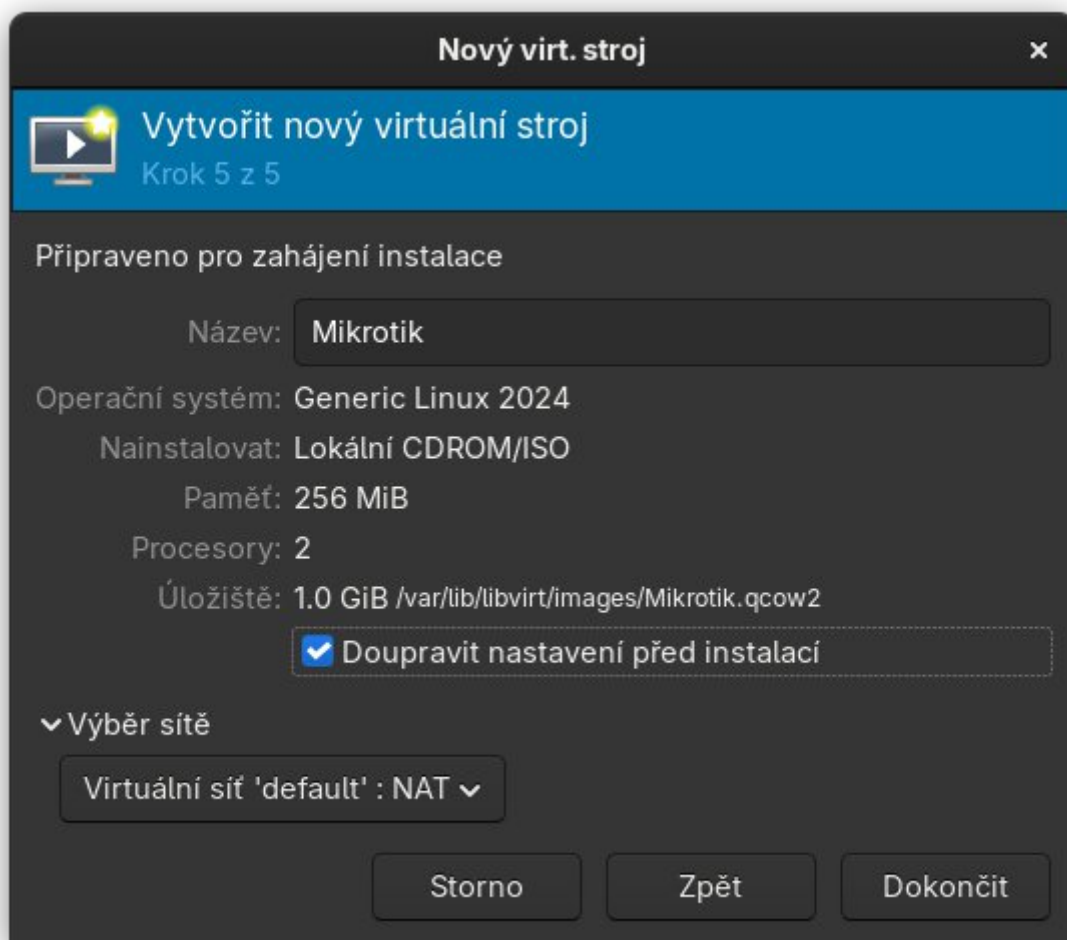 Nový virt. stroj
Vytvořit nový virtuální stroj
Krok 5 z 5
Připraveno pro zahájení instalace
Název: Mikrotik
Operační systém: Generic Linux 2024
Nainstalovat: Lokální CDROM/ISO
Paměť: 256 MiB
Procesory: 2
Úložiště: 1.0 GiB /var/lib/libvirt/images/Mikrotik.qcow2
Doupravit nastavení před instalací
Výběr sítě
Virtuální síť 'default' : NAT
Storno Zpět Dokončit